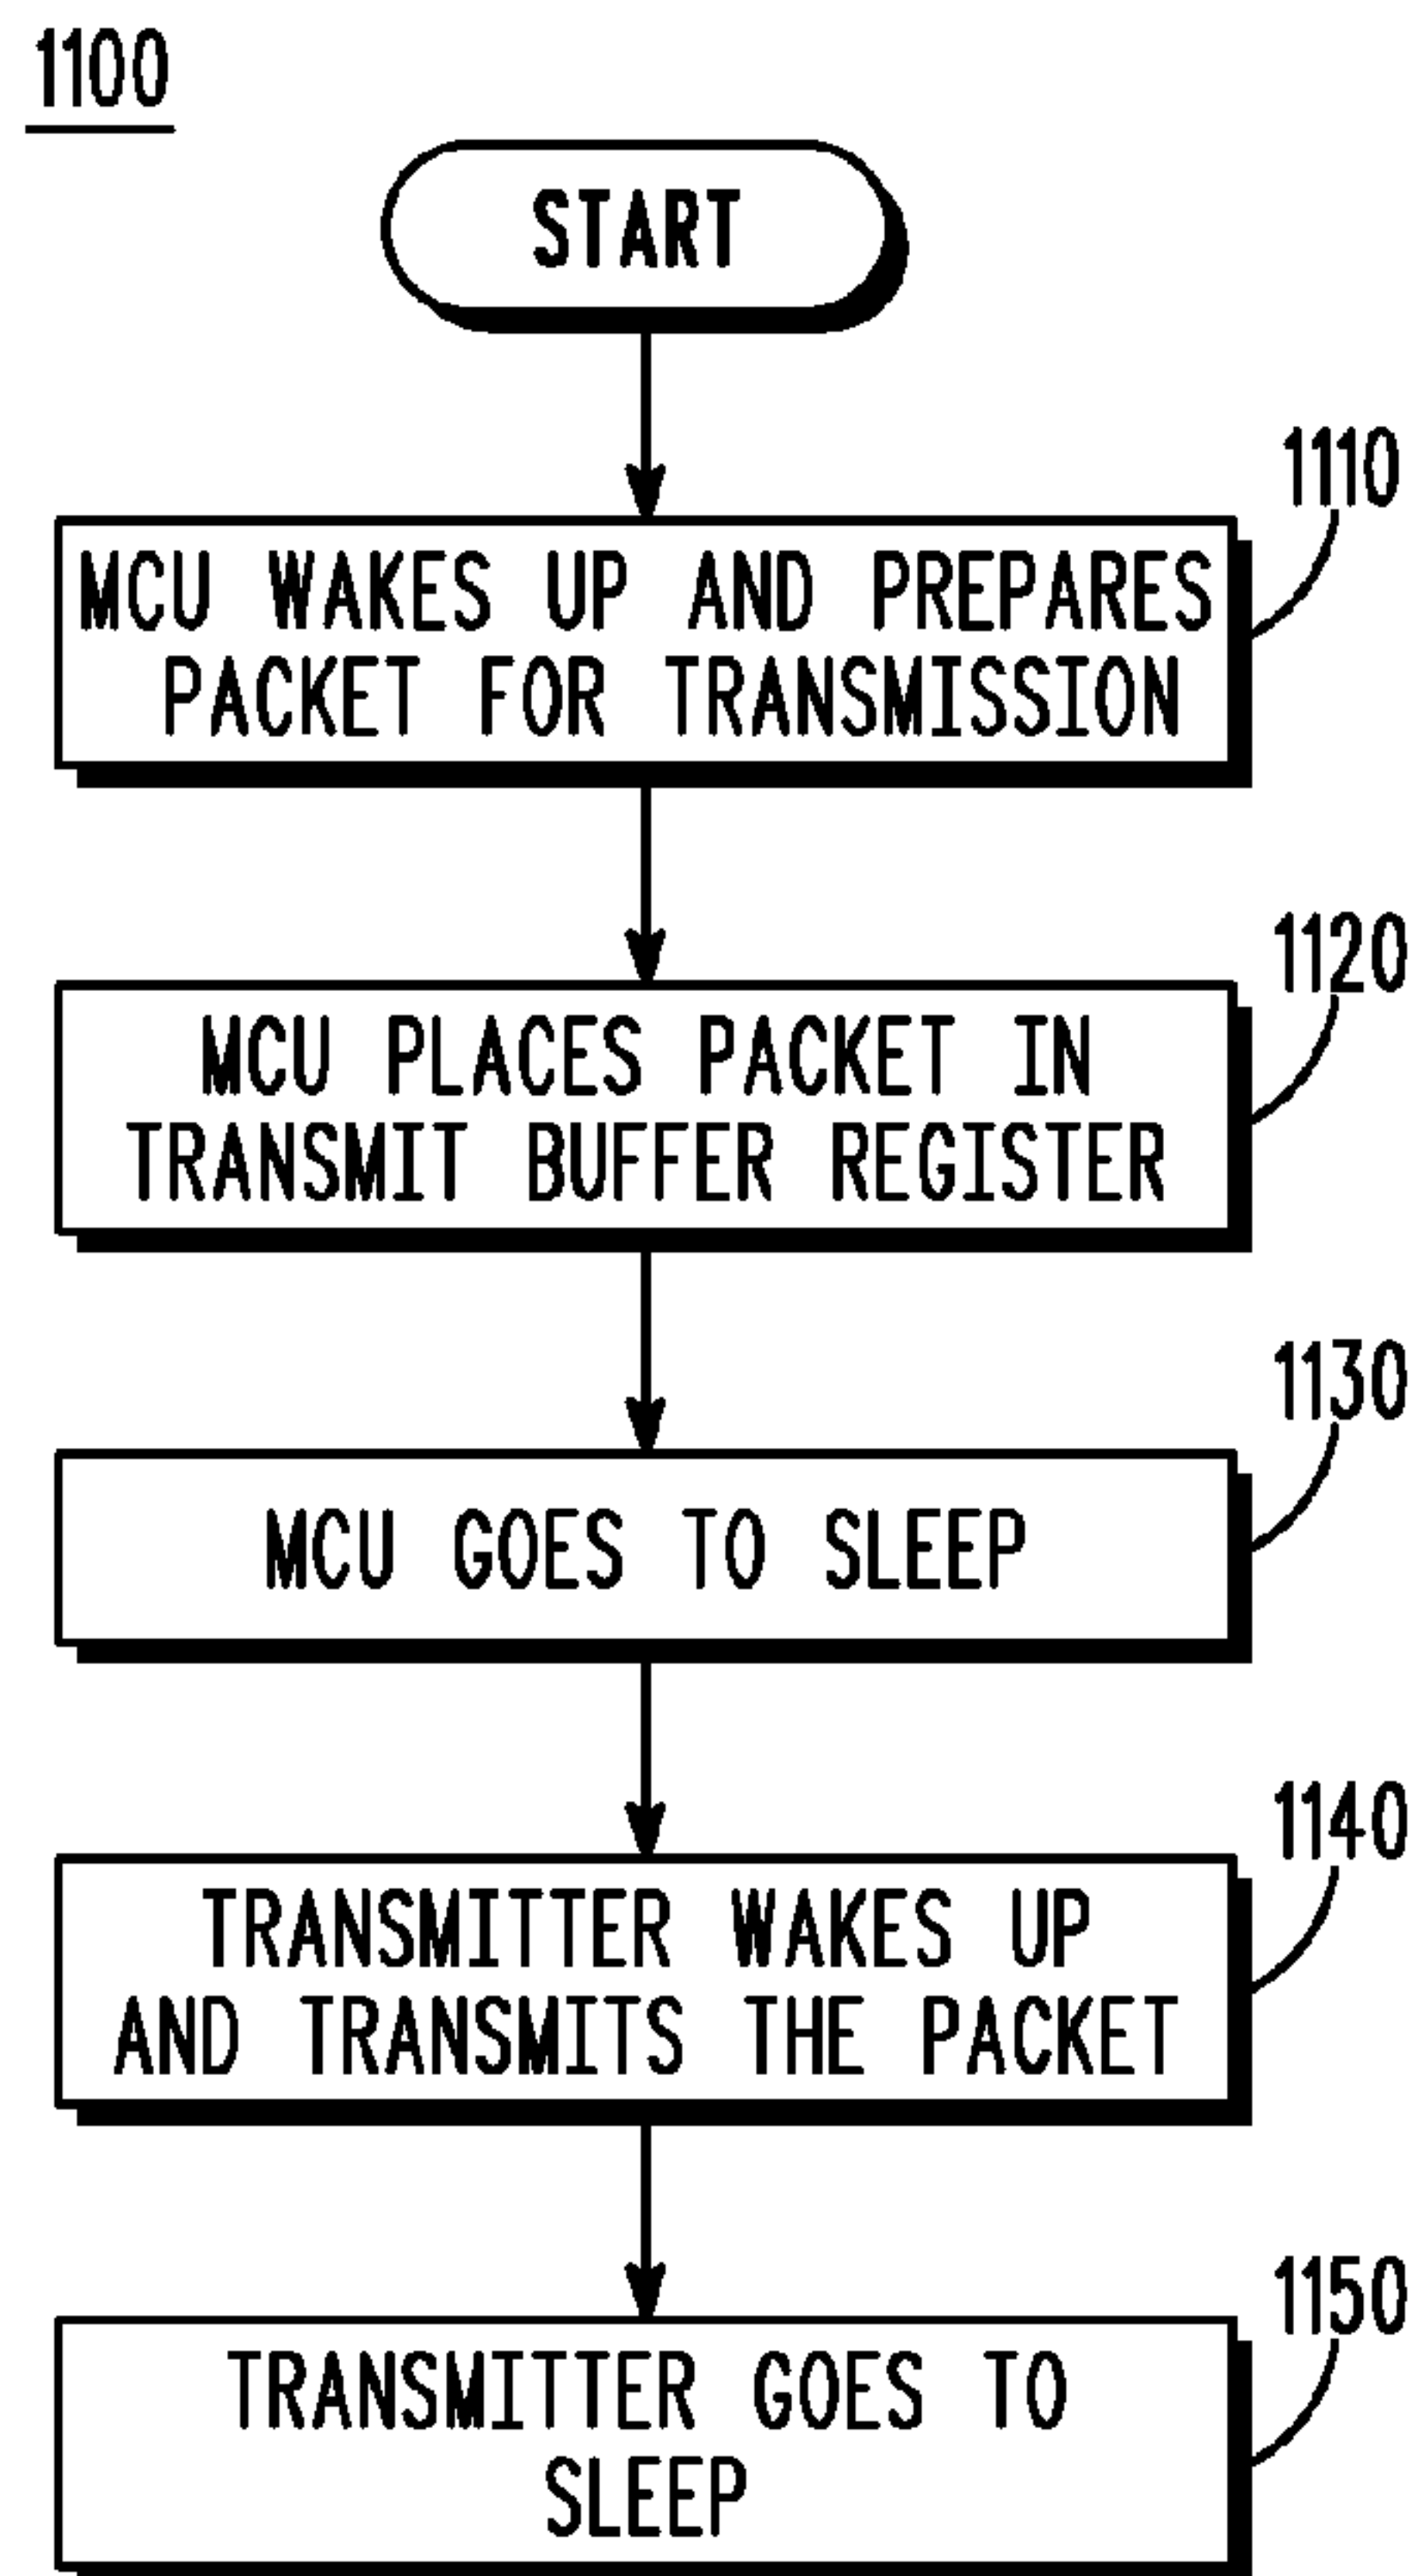 1100
START
1110
MCU WAKES UP AND PREPARES
PACKET FOR TRANSMISSION
1120
MCU PLACES PACKET IN
TRANSMIT BUFFER REGISTER
1130
MCU GOES TO SLEEP
1140
TRANSMITTER WAKES UP
AND TRANSMITS THE PACKET
1150
TRANSMITTER GOES TO
SLEEP